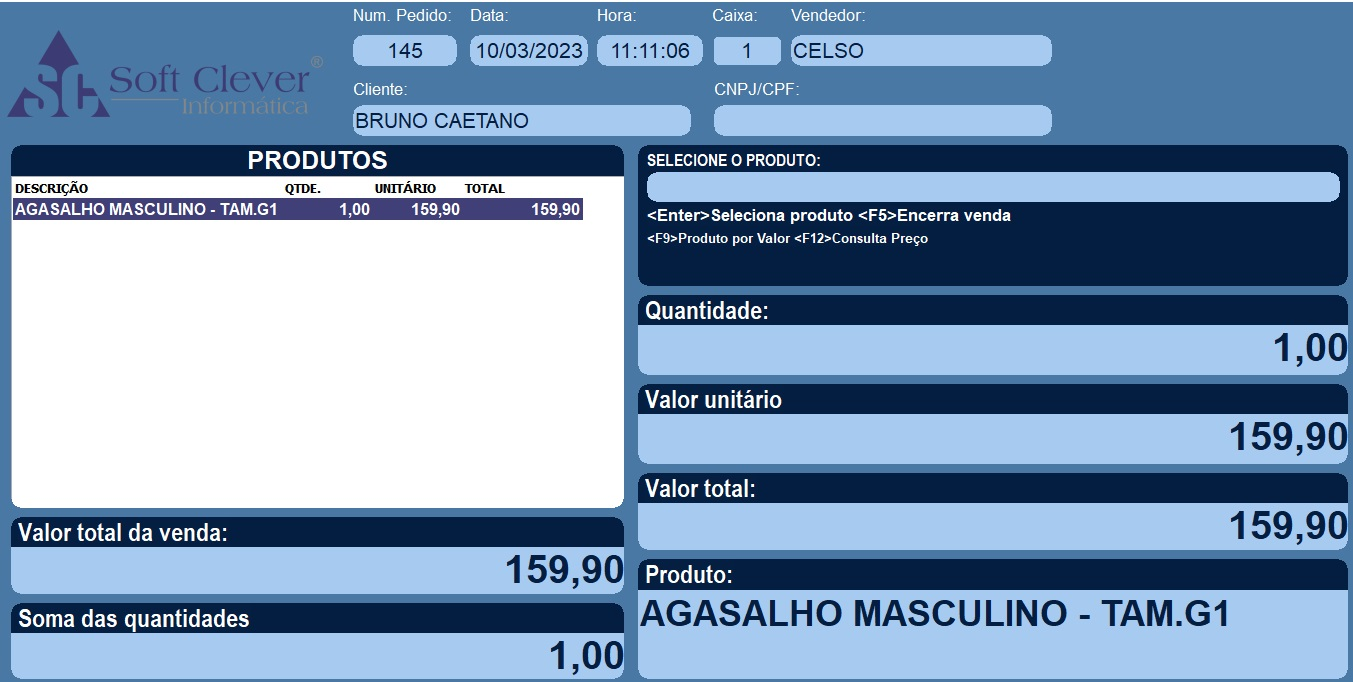 Soft Clever®
Informática
Num. Pedido: Data: Hora: Caixa: Vendedor:
145 10/03/2023 11:11:06 1 CELSO
Cliente: CNPJ/CPF:
BRUNO CAETANO
PRODUTOS
DESCRIÇÃO QTDE. UNITÁRIO TOTAL
AGASALHO MASCULINO - TAM.G1 1,00 159,90 159,90
Valor total da venda:
159,90
Soma das quantidades
1,00
SELECIONE O PRODUTO:
<Enter>Seleciona produto <F5>Encerra venda
<F9>Produto por Valor <F12>Consulta Preço
Quantidade:
1,00
Valor unitário
159,90
Valor total:
159,90
Produto:
AGASALHO MASCULINO - TAM.G1